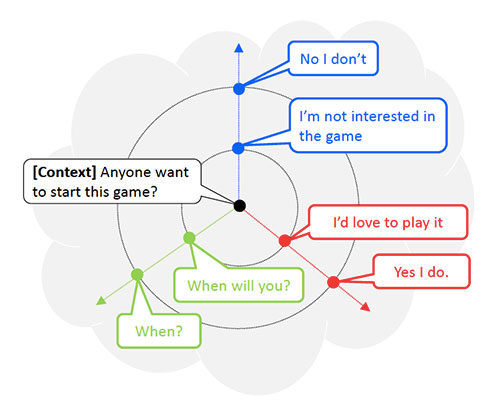 No I don't
I'm not interested in
the game
[Context] Anyone want
to start this game?
I'd love to play it
Yes I do.
When will you?
When?